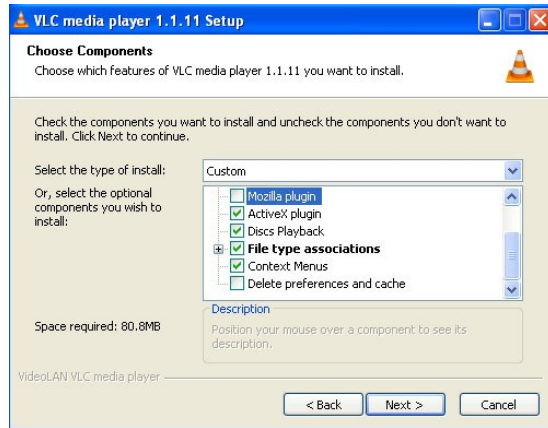 VLC media player 1.1.11 Setup
Choose Components
Choose which features of VLC media player 1.1.11 you want to install.
Check the components you want to install and uncheck the components you don't want to
install. Click Next to continue.
Select the type of install:
Custom
Or, select the optional
components you wish to
install:
Mozilla plugin
ActiveX plugin
Discs Playback
File type associations
Context Menus
Delete preferences and cache
Space required: 80.8MB
Description
Position your mouse over a component to see its
description.
VideoLAN VLC media player
< Back
Next >
Cancel